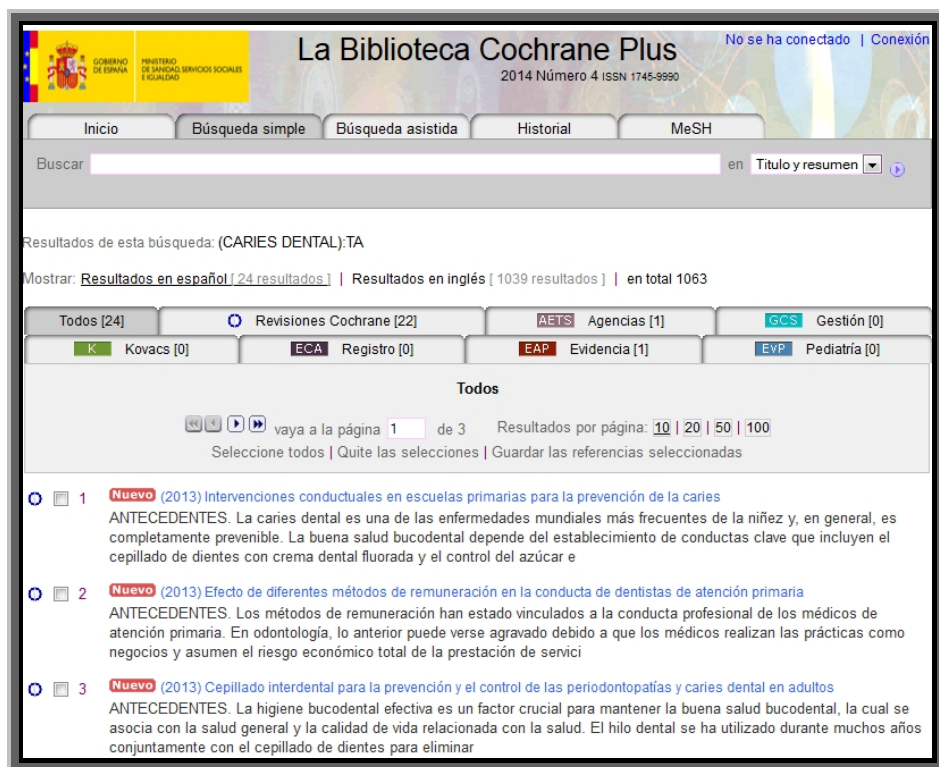 GOBIERNO DE ESPAÑA
MINISTERIO DE SANIDAD, SERVICIOS SOCIALES E IGUALDAD
La Biblioteca Cochrane Plus
2014 Número 4 ISSN 1745-9990
No se ha conectado | Conexión
Inicio Búsqueda simple Búsqueda asistida Historial MeSH
Buscar en Titulo y resumen
Resultados de esta búsqueda: (CARIES DENTAL):TA
Mostrar: Resultados en español [ 24 resultados ] | Resultados en inglés [ 1039 resultados ] | en total 1063
Todos [24] Revisiones Cochrane [22] AETS Agencias [1] GCS Gestión [0]
K Kovacs [0] ECA Registro [0] EAP Evidencia [1] EVP Pediatría [0]
Todos
vaya a la página 1 de 3 Resultados por página: 10 | 20 | 50 | 100
Seleccione todos | Quite las selecciones | Guardar las referencias seleccionadas
1 Nuevo (2013) Intervenciones conductuales en escuelas primarias para la prevención de la caries
ANTECEDENTES. La caries dental es una de las enfermedades mundiales más frecuentes de la niñez y, en general, es
completamente prevenible. La buena salud bucodental depende del establecimiento de conductas clave que incluyen el
cepillado de dientes con crema dental fluorada y el control del azúcar e
2 Nuevo (2013) Efecto de diferentes métodos de remuneración en la conducta de dentistas de atención primaria
ANTECEDENTES. Los métodos de remuneración han estado vinculados a la conducta profesional de los médicos de
atención primaria. En odontología, lo anterior puede verse agravado debido a que los médicos realizan las prácticas como
negocios y asumen el riesgo económico total de la prestación de servici
3 Nuevo (2013) Cepillado interdental para la prevención y el control de las periodontopatías y caries dental en adultos
ANTECEDENTES. La higiene bucodental efectiva es un factor crucial para mantener la buena salud bucodental, la cual se
asocia con la salud general y la calidad de vida relacionada con la salud. El hilo dental se ha utilizado durante muchos años
conjuntamente con el cepillado de dientes para eliminar